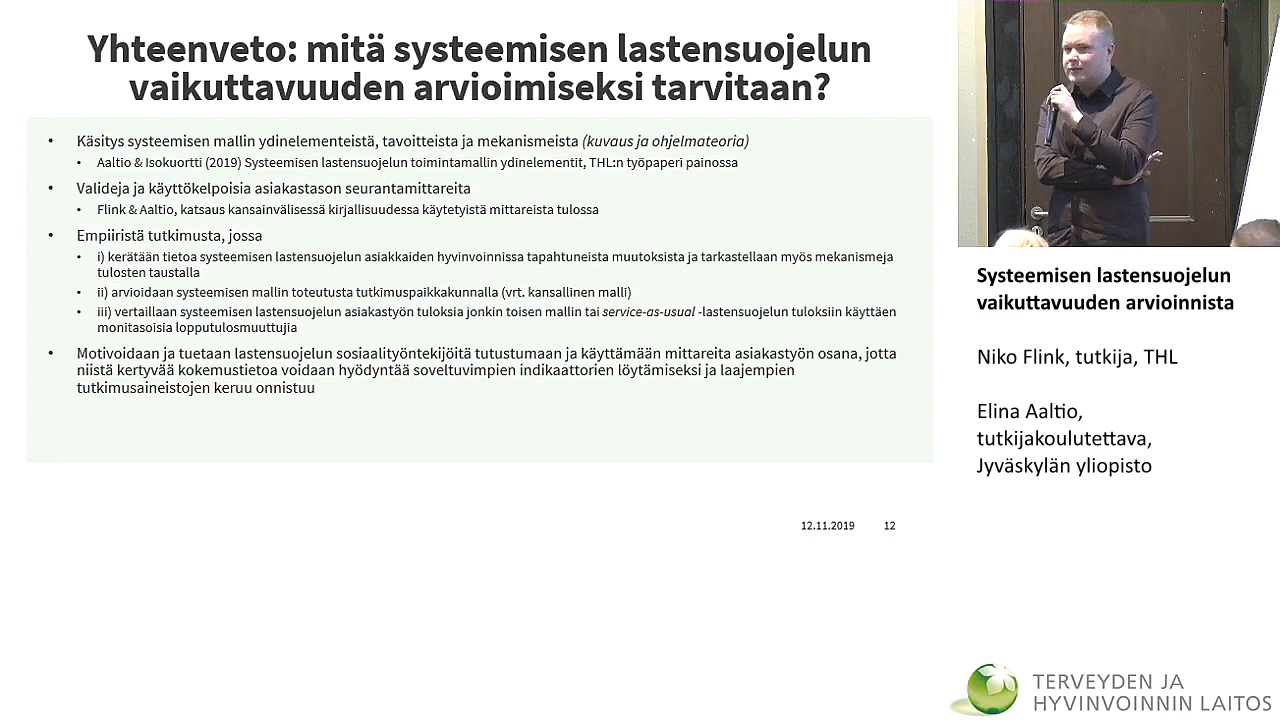 Yhteenveto: mitä systeemisen lastensuojelun
vaikuttavuuden arvioimiseksi tarvitaan?
• Käsitys systeemisen mallin ydinelementeistä, tavoitteista ja mekanismeista (kuvaus ja ohjelmateoria)
• Aaltio & Isokuortti (2019) Systeemisen lastensuojelun toimintamallin ydinelementit, THL:n työpaperi painossa
• Valideja ja käyttökelpoisia asiakastason seurantamittareita
• Flink & Aaltio, katsaus kansainvälisessä kirjallisuudessa käytetyistä mittareista tulossa
• Empiiristä tutkimusta, jossa
• i) kerätään tietoa systeemisen lastensuojelun asiakkaiden hyvinvoinnissa tapahtuneista muutoksista ja tarkastellaan myös mekanismeja
tulosten taustalla
• ii) arvioidaan systeemisen mallin toteutusta tutkimuspaikkakunnalla (vrt. kansallinen malli)
• iii) vertaillaan systeemisen lastensuojelun asiakastyön tuloksia jonkin toisen mallin tai service-as-usual -lastensuojelun tuloksiin käyttäen
monitasoisia lopputulosmuuttujia
• Motivoidaan ja tuetaan lastensuojelun sosiaalityöntekijöitä tutustumaan ja käyttämään mittareita asiakastyön osana, jotta
niistä kertyvää kokemustietoa voidaan hyödyntää soveltuvimpien indikaattorien löytämiseksi ja laajempien
tutkimusaineistojen keruu onnistuu
12.11.2019 12
Systeemisen lastensuojelun
vaikuttavuuden arvioinnista
Niko Flink, tutkija, THL
Elina Aaltio,
tutkijakoulutettava,
Jyväskylän yliopisto
TERVEYDEN JA
HYVINVOINNIN LAITOS